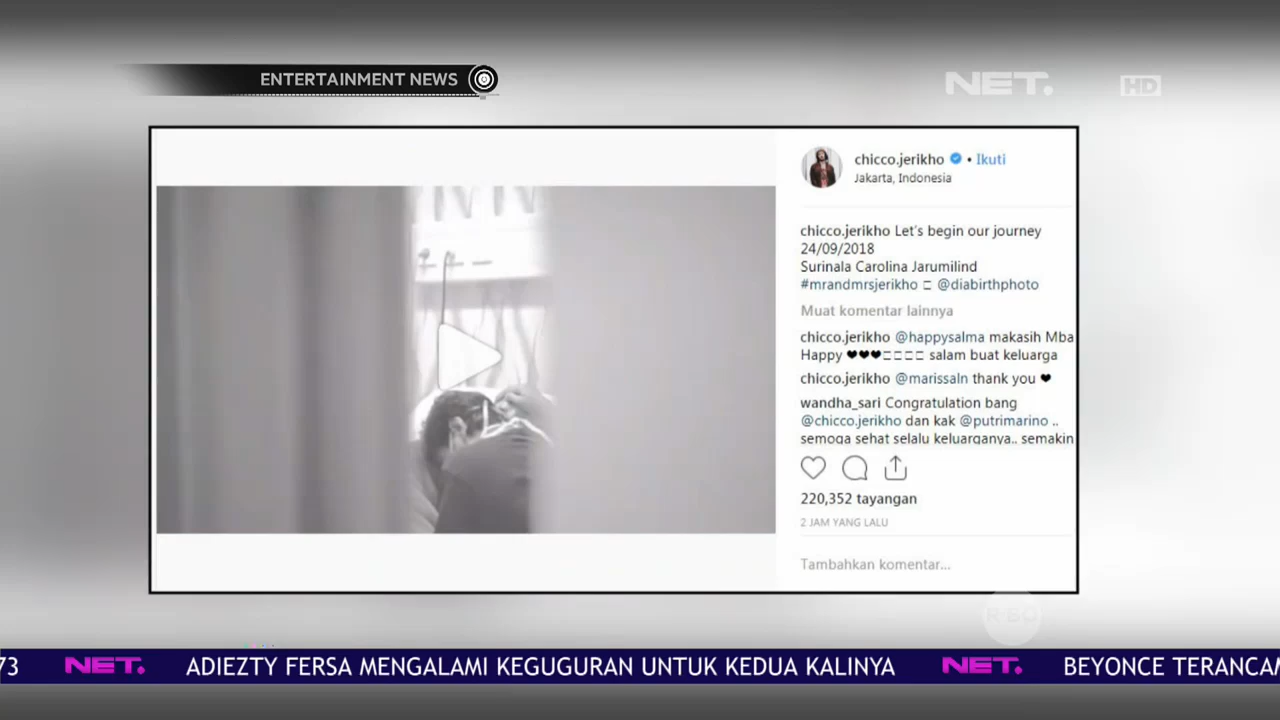 ENTERTAINMENT NEWS
NET.
HD
chicco.jerikho • Ikuti
Jakarta, Indonesia
chicco.jerikho Let's begin our journey
24/09/2018
Surinala Carolina Jarumilind
#mrandmrsjerikho @diabirthphoto
Muat komentar lainnya
chicco.jerikho @happysalma makasih Mba
Happy ❤❤❤ salam buat keluarga
chicco.jerikho @marissaln thank you ❤
wandha_sari Congratulation bang
@chicco.jerikho dan kak @putrimarino ..
semoga sehat selalu keluarganya.. semakin
220,352 tayangan
2 JAM YANG LALU
Tambahkan komentar...
R-BO
73 NET. ADIEZTY FERSA MENGALAMI KEGUGURAN UNTUK KEDUA KALINYA NET. BEYONCE TERANCAM